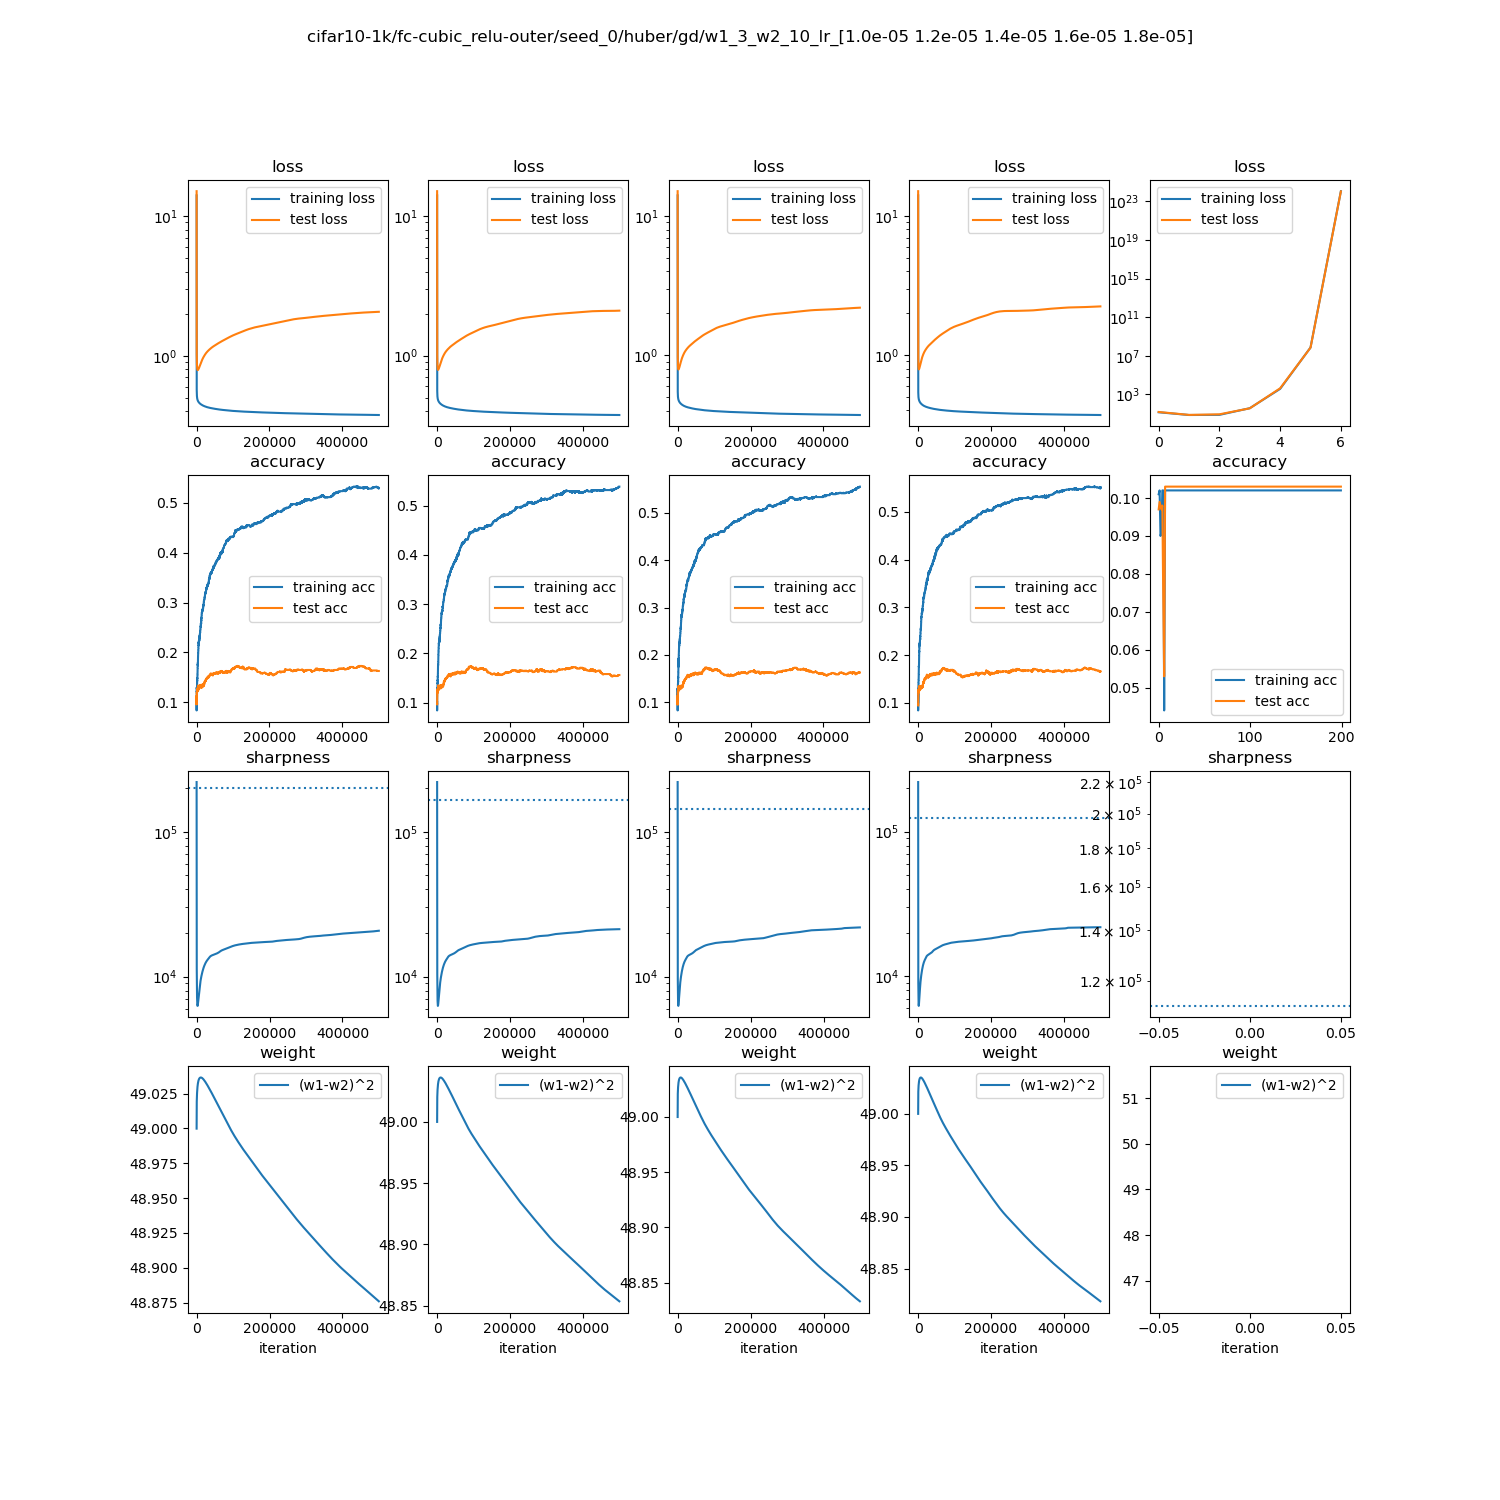 cifar10-1k/fc-cubic_relu-outer/seed_0/huber/gd/w1_3_w2_10_lr_[1.0e-05 1.2e-05 1.4e-05 1.6e-05 1.8e-05]
loss loss loss loss loss
training loss training loss training loss training loss training loss
test loss test loss test loss test loss test loss
10^1 10^1 10^1 10^1 10^23
10^0 10^0 10^0 10^0 10^19
10^15
10^11
10^7
10^3
0 200000 400000 0 200000 400000 0 200000 400000 0 200000 400000 0 2 4 6
accuracy accuracy accuracy accuracy accuracy
0.5 0.5 0.5 0.5 0.10
0.4 0.4 0.4 0.4 0.09
0.3 0.3 0.3 0.3 0.08
0.2 0.2 0.2 0.2 0.07
0.1 0.1 0.1 0.1 0.06
0.05
training acc training acc training acc training acc training acc
test acc test acc test acc test acc test acc
0 200000 400000 0 200000 400000 0 200000 400000 0 200000 400000 0 100 200
sharpness sharpness sharpness sharpness sharpness
10^5 10^5 10^5 10^5 2.2 × 10^5
10^4 10^4 10^4 10^4 2 × 10^5
1.8 × 10^5
1.6 × 10^5
1.4 × 10^5
1.2 × 10^5
0 200000 400000 0 200000 400000 0 200000 400000 0 200000 400000 −0.05 0.00 0.05
weight weight weight weight weight
(w1-w2)^2 (w1-w2)^2 (w1-w2)^2 (w1-w2)^2 (w1-w2)^2
49.025 49.00 49.00 49.00 51
49.000 48.95 48.95 48.95 50
48.975 48.90 48.90 48.90 49
48.950 48.85 48.85 48.85 48
48.925 47
48.900
48.875
0 200000 400000 0 200000 400000 0 200000 400000 0 200000 400000 −0.05 0.00 0.05
iteration iteration iteration iteration iteration